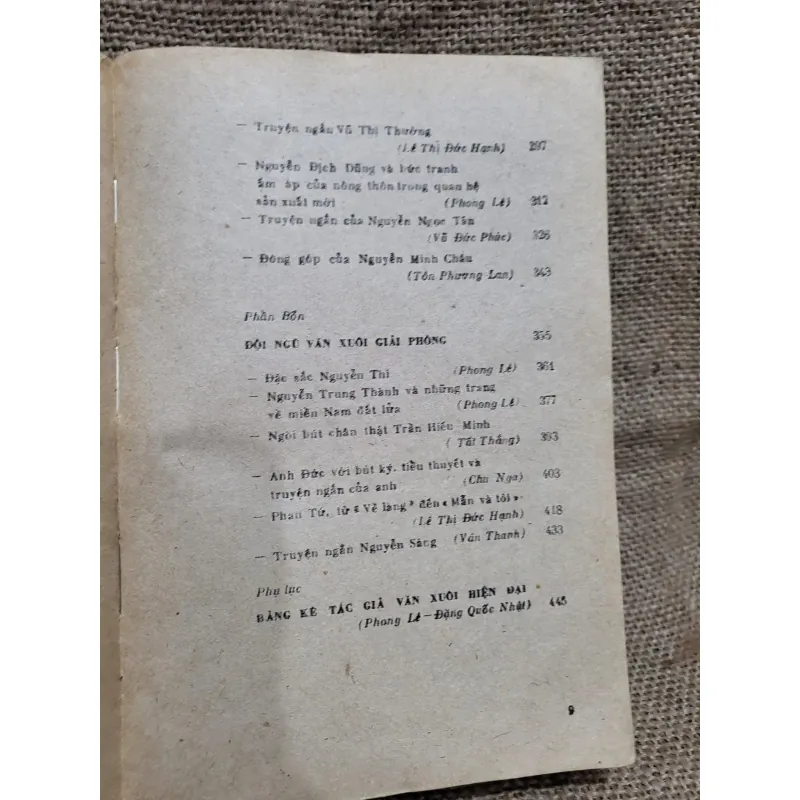 — Truyện ngắn Vũ Thị Thường
(Lê Thị Đức Hạnh) 297
— Nguyễn Địch Dũng và bức tranh
ấm áp của nông thôn trong quan hệ
sản xuất mới (Phong Lê) 312
— Truyện ngắn của Nguyễn Ngọc Tấn
(Vũ Đức Phúc) 326
— Đóng góp của Nguyễn Minh Châu
(Tôn Phương Lan) 343
Phần Bốn
ĐỘI NGŨ VĂN XUÔI GIẢI PHÓNG 355
— Đặc sắc Nguyễn Thi (Phong Lê) 361
— Nguyễn Trung Thành và những trang
về miền Nam đất lửa (Phong Lê) 377
— Ngòi bút chân thật Trần Hiếu Minh
( Tất Thắng) 393
— Anh Đức với bút ký, tiểu thuyết và
truyện ngắn của anh (Chu Nga) 403
— Phan Tứ, từ « Về làng » đến « Mẫn và tôi »
(Lê Thị Đức Hạnh) 418
— Truyện ngắn Nguyễn Sáng (Vân Thanh) 433
Phụ lục
BẢNG KÊ TÁC GIẢ VĂN XUÔI HIỆN ĐẠI
(Phong Lê — Đặng Quốc Nhật) 445
9